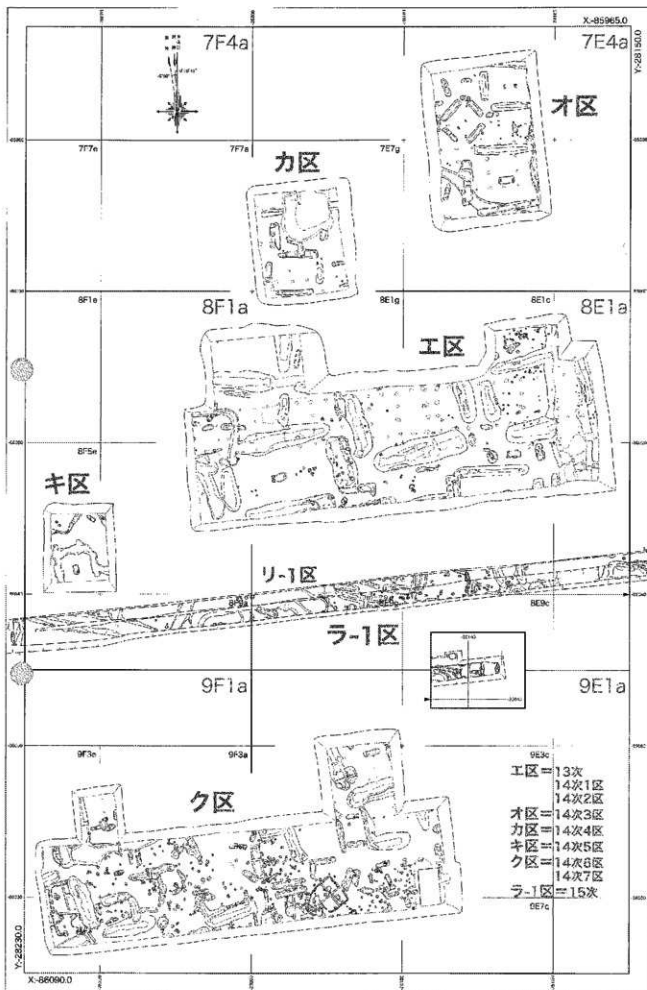 X:-85965.0
7F4a
7E4a
Y:-28150.0
オ区
7F7e
7F7a
7E7g
カ区
8F1e
8F1a
8E1g
8E1c
8E1a
エ区
8F5e
キ区
リ-1区
8E9c
ラ-1区
9F1a
9E1a
9F3e
9F3a
9E3c
ク区
エ区=13次
14次1区
14次2区
オ区=14次3区
カ区=14次4区
キ区=14次5区
ク区=14次6区
14次7区
ラ-1区=15次
9E7c
Y:-28230.0
X:-86090.0